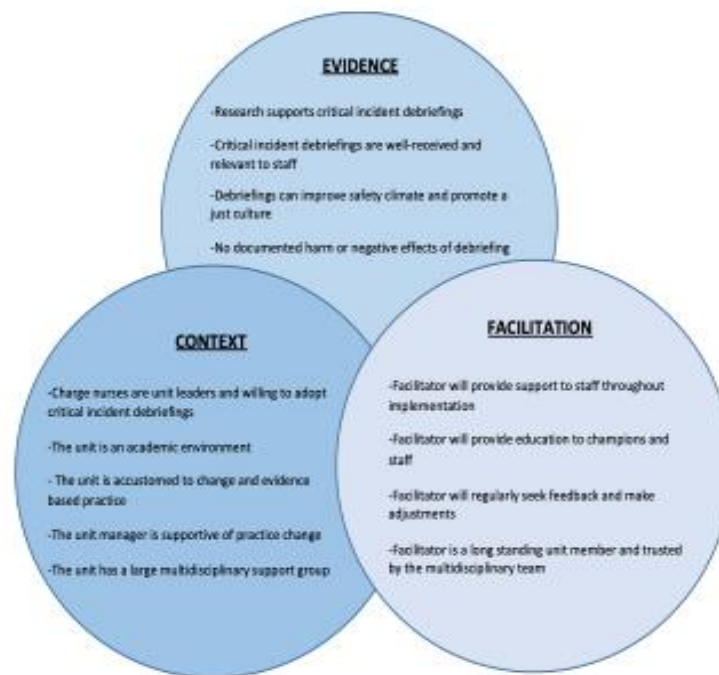 EVIDENCE
-Research supports critical incident debriefings
-Critical incident debriefings are well-received and
relevant to staff
-Debriefings can improve safety climate and promote a
just culture
-No documented harm or negative effects of debriefing
CONTEXT
-Charge nurses are unit leaders and willing to adopt
critical incident debriefings
-The unit is an academic environment
- The unit is accustomed to change and evidence
based practice
-The unit manager is supportive of practice change
-The unit has a large multidisciplinary support group
FACILITATION
-Facilitator will provide support to staff throughout
implementation
-Facilitator will provide education to champions and
staff
-Facilitator will regularly seek feedback and make
adjustments
-Facilitator is a long standing unit member and trusted
by the multidisciplinary team